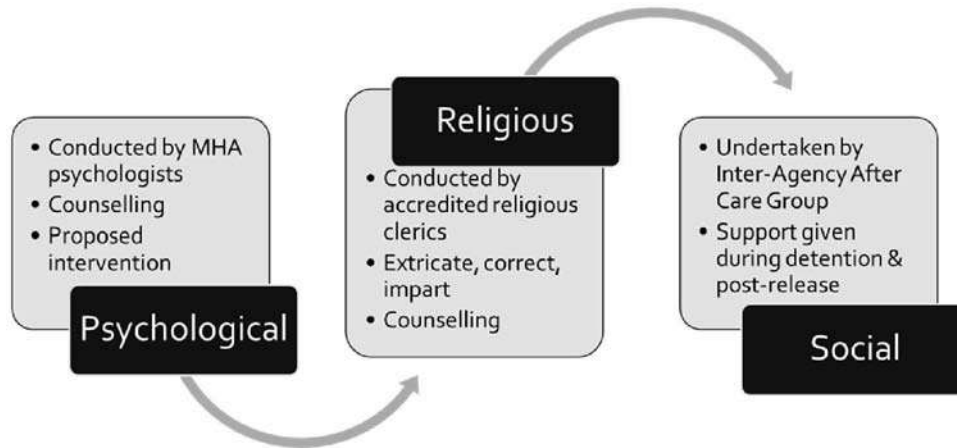 • Conducted by MHA
psychologists
• Counselling
• Proposed
intervention
Psychological
Religious
• Conducted by
accredited religious
clerics
• Extricate, correct,
impart
• Counselling
• Undertaken by
Inter-Agency After
Care Group
• Support given
during detention &
post-release
Social